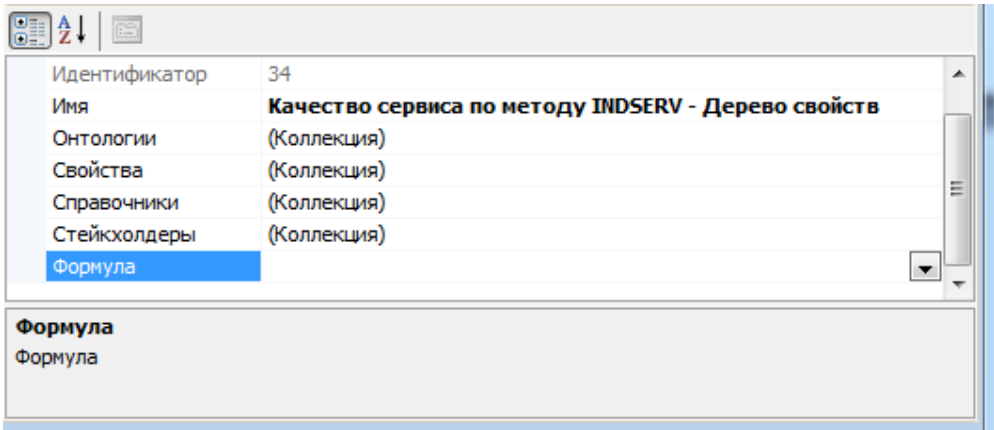 Идентификатор 34
Имя Качество сервиса по методу INDSERV - Дерево свойств
Онтологии (Коллекция)
Свойства (Коллекция)
Справочники (Коллекция)
Стейкхолдеры (Коллекция)
Формула
Формула
Формула